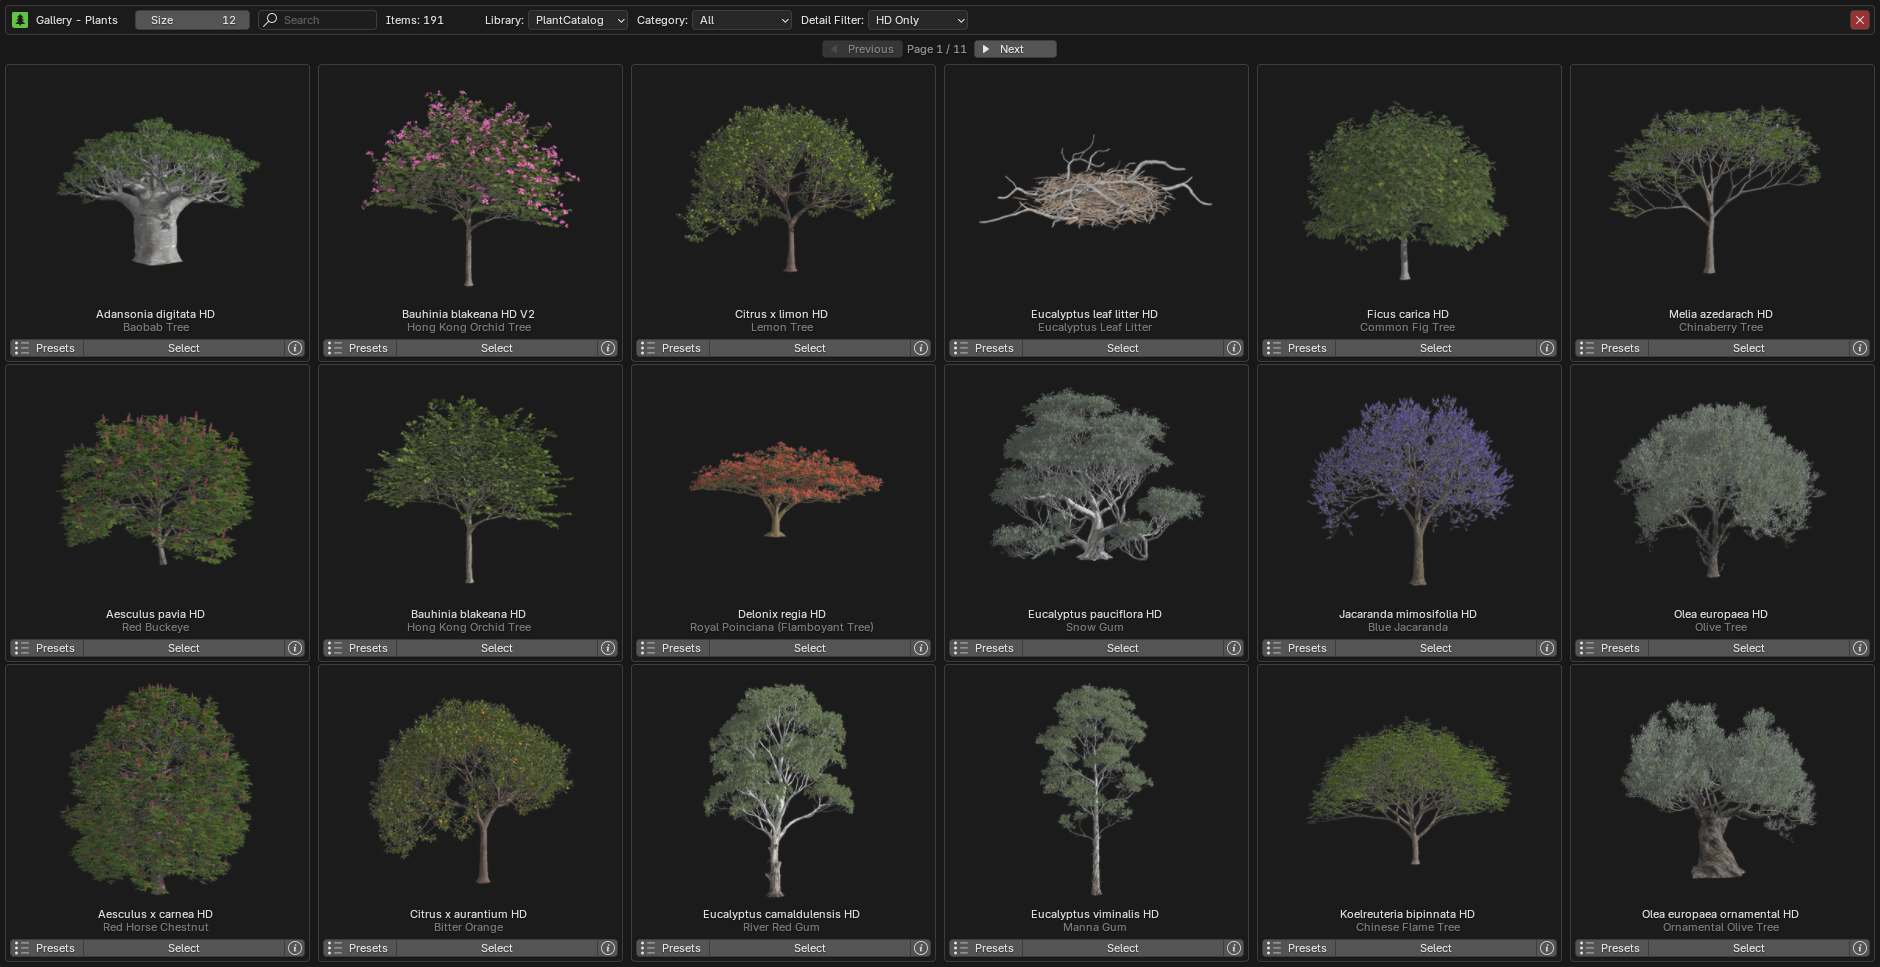 Gallery - Plants Size 12 Search Items: 191 Library: PlantCatalog Category: All Detail Filter: HD Only
Previous Page 1 / 11 Next
Adansonia digitata HD
Baobab Tree
Presets Select
Bauhinia blakeana HD V2
Hong Kong Orchid Tree
Presets Select
Citrus x limon HD
Lemon Tree
Presets Select
Eucalyptus leaf litter HD
Eucalyptus Leaf Litter
Presets Select
Ficus carica HD
Common Fig Tree
Presets Select
Melia azedarach HD
Chinaberry Tree
Presets Select
Aesculus pavia HD
Red Buckeye
Presets Select
Bauhinia blakeana HD
Hong Kong Orchid Tree
Presets Select
Delonix regia HD
Royal Poinciana (Flamboyant Tree)
Presets Select
Eucalyptus pauciflora HD
Snow Gum
Presets Select
Jacaranda mimosifolia HD
Blue Jacaranda
Presets Select
Olea europaea HD
Olive Tree
Presets Select
Aesculus x carnea HD
Red Horse Chestnut
Presets Select
Citrus x aurantium HD
Bitter Orange
Presets Select
Eucalyptus camaldulensis HD
River Red Gum
Presets Select
Eucalyptus viminalis HD
Manna Gum
Presets Select
Koelreuteria bipinnata HD
Chinese Flame Tree
Presets Select
Olea europaea ornamental HD
Ornamental Olive Tree
Presets Select